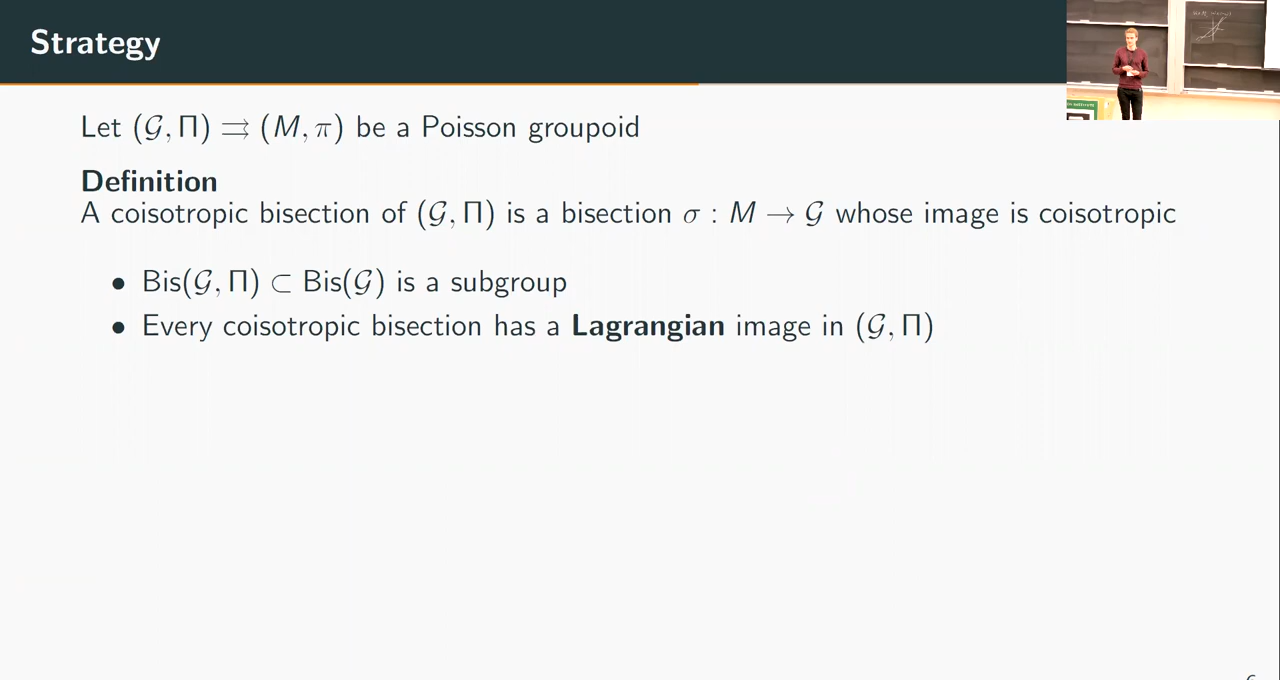 Strategy
Let (𝒢, Π) ⇉ (M, π) be a Poisson groupoid
Definition
A coisotropic bisection of (𝒢, Π) is a bisection σ : M → 𝒢 whose image is coisotropic
• Bis(𝒢, Π) ⊂ Bis(𝒢) is a subgroup
• Every coisotropic bisection has a Lagrangian image in (𝒢, Π)